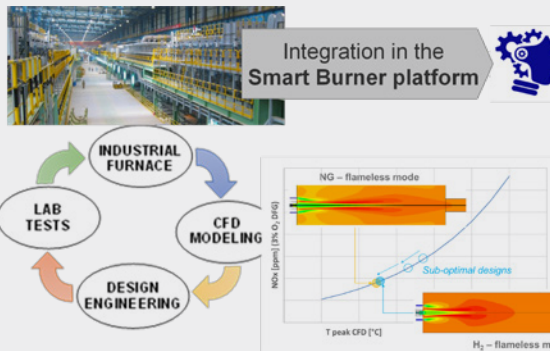 Integration in the
Smart Burner platform
INDUSTRIAL
FURNACE
LAB
TESTS
CFD
MODELING
DESIGN
ENGINEERING
NG – flameless mode
NOx [ppm] (3% O₂ DFG)
Sub-optimal designs
T peak CFD [°C]
H₂ – flameless m